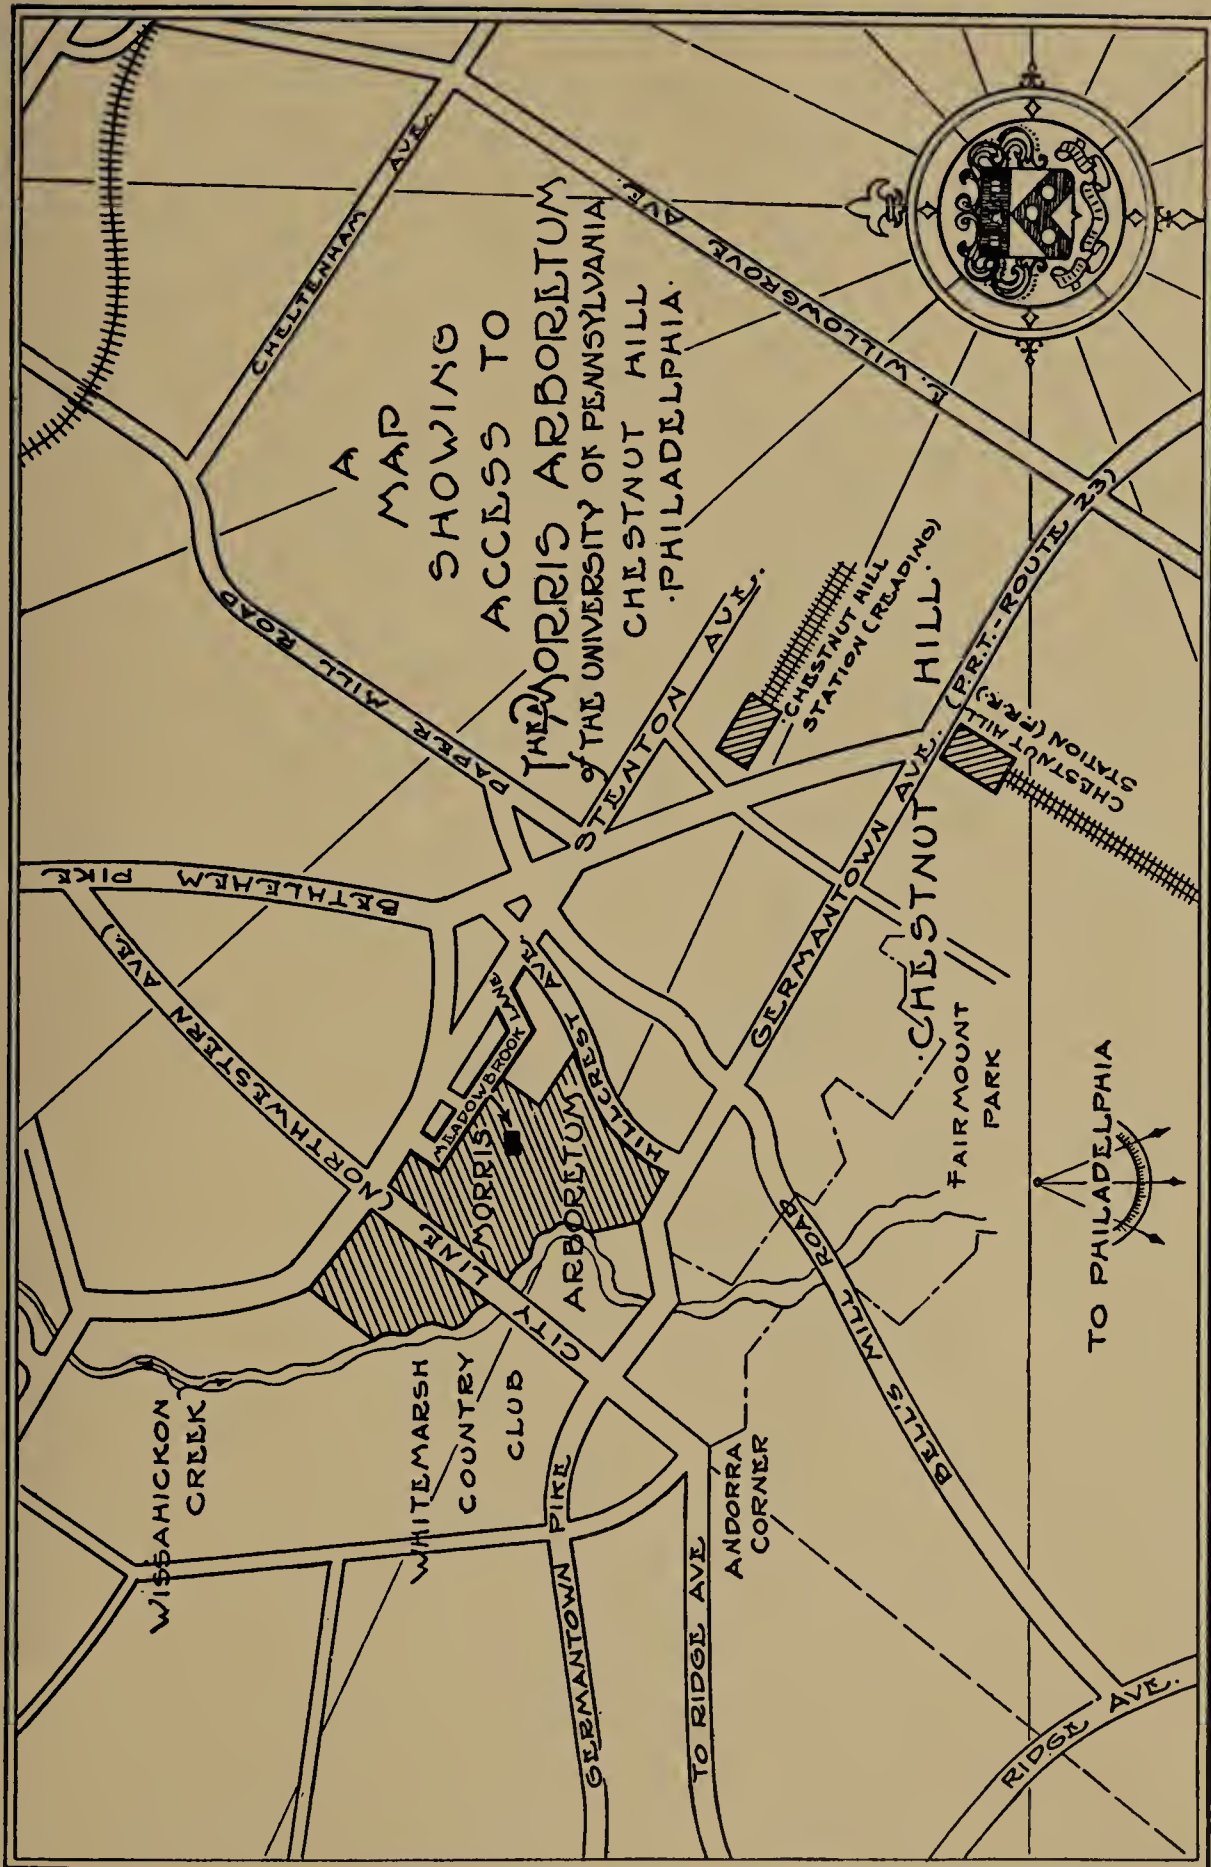 A
MAP
SHOWING
ACCESS TO
THE MORRIS ARBORETUM
of THE UNIVERSITY OF PENNSYLVANIA
CHESTNUT HILL
·PHILADELPHIA·
CHELTENHAM AVE.
E. WILLOWGROVE AVE.
PAPER MILL ROAD
STENTON AVE.
·CHESTNUT HILL
STATION (READING)
·CHESTNUT HILL·
GERMANTOWN AVE. (P.R.T.-ROUTE 23)
CHESTNUT HILL
STATION (P.R.R.)
BETHLEHEM PIKE
(NORTHWESTERN AVE.)
CITY LINE
MEADOWBROOK LANE
HILLCREST AVE.
MORRIS
ARBORETUM
FAIRMOUNT
PARK
BELL'S MILL ROAD
TO PHILADELPHIA
WISSAHICKON
CREEK
WHITEMARSH
COUNTRY
CLUB
ANDORRA
CORNER
GERMANTOWN PIKE
TO RIDGE AVE
RIDGE AVE.